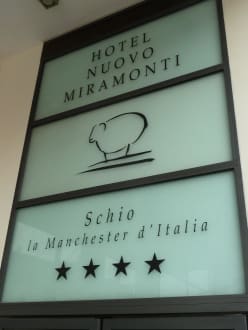 HOTEL
NUOVO
MIRAMONTI
Schio
la Manchester d'Italia